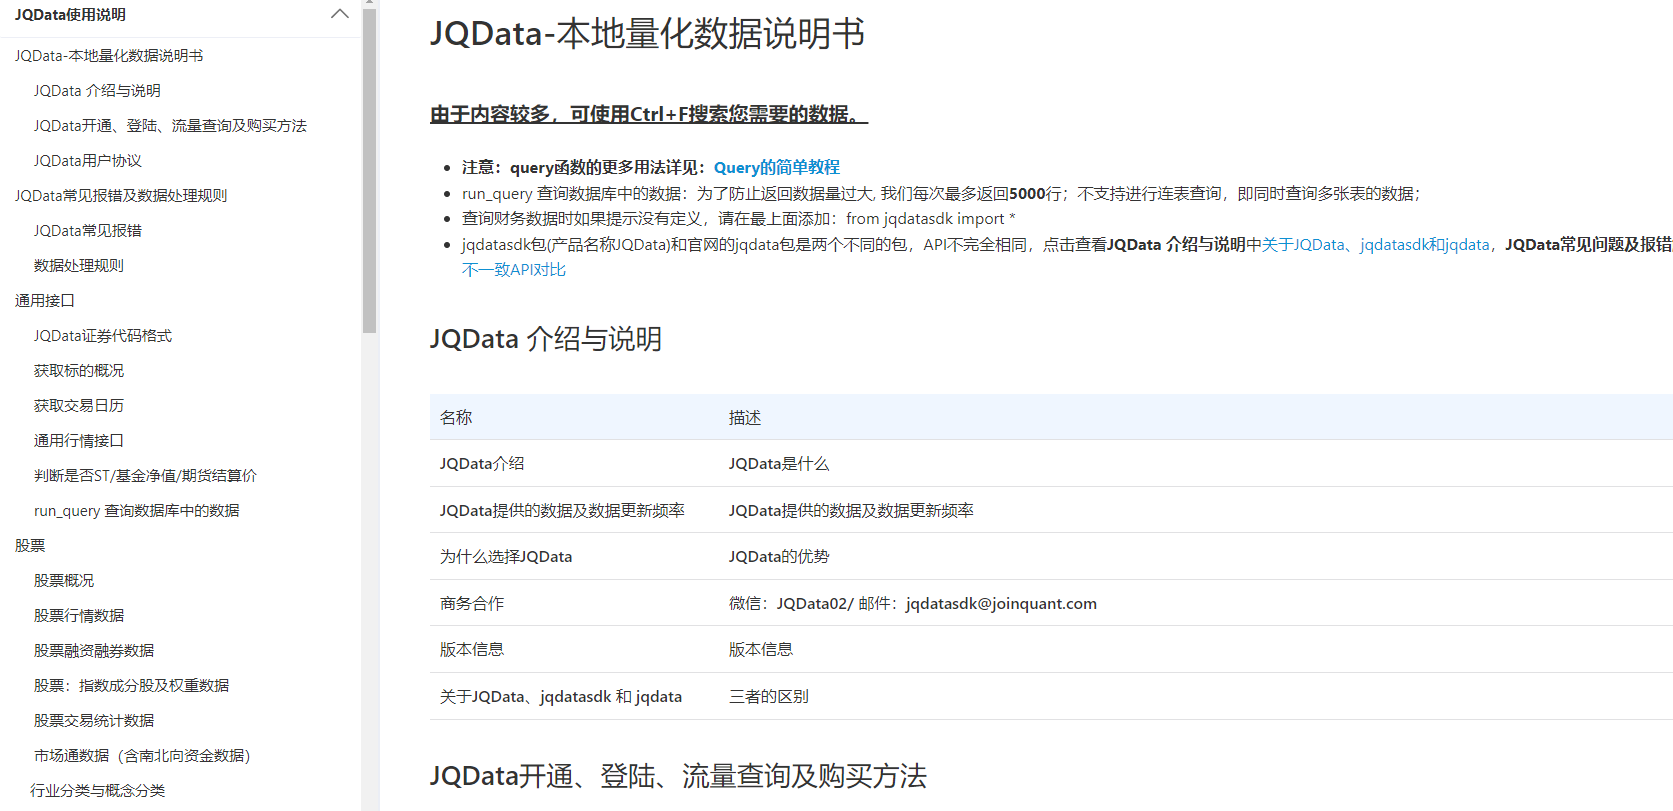 JQData使用说明
JQData-本地量化数据说明书
JQData 介绍与说明
JQData开通、登陆、流量查询及购买方法
JQData用户协议
JQData常见报错及数据处理规则
JQData常见报错
数据处理规则
通用接口
JQData证券代码格式
获取标的概况
获取交易日历
通用行情接口
判断是否ST/基金净值/期货结算价
run_query 查询数据库中的数据
股票
股票概况
股票行情数据
股票融资融券数据
股票：指数成分股及权重数据
股票交易统计数据
市场通数据（含南北向资金数据）
行业分类与概念分类
JQData-本地量化数据说明书
由于内容较多，可使用Ctrl+F搜索您需要的数据。
注意：query函数的更多用法详见：Query的简单教程
run_query 查询数据库中的数据：为了防止返回数据量过大, 我们每次最多返回5000行；不支持进行连表查询，即同时查询多张表的数据；
查询财务数据时如果提示没有定义，请在最上面添加：from jqdatasdk import *
jqdatasdk包(产品名称JQData)和官网的jqdata包是两个不同的包，API不完全相同，点击查看JQData 介绍与说明中关于JQData、jqdatasdk和jqdata，JQData常见问题及报错
不一致API对比
JQData 介绍与说明
名称 描述
JQData介绍 JQData是什么
JQData提供的数据及数据更新频率 JQData提供的数据及数据更新频率
为什么选择JQData JQData的优势
商务合作 微信：JQData02/ 邮件：jqdatasdk@joinquant.com
版本信息 版本信息
关于JQData、jqdatasdk 和 jqdata 三者的区别
JQData开通、登陆、流量查询及购买方法